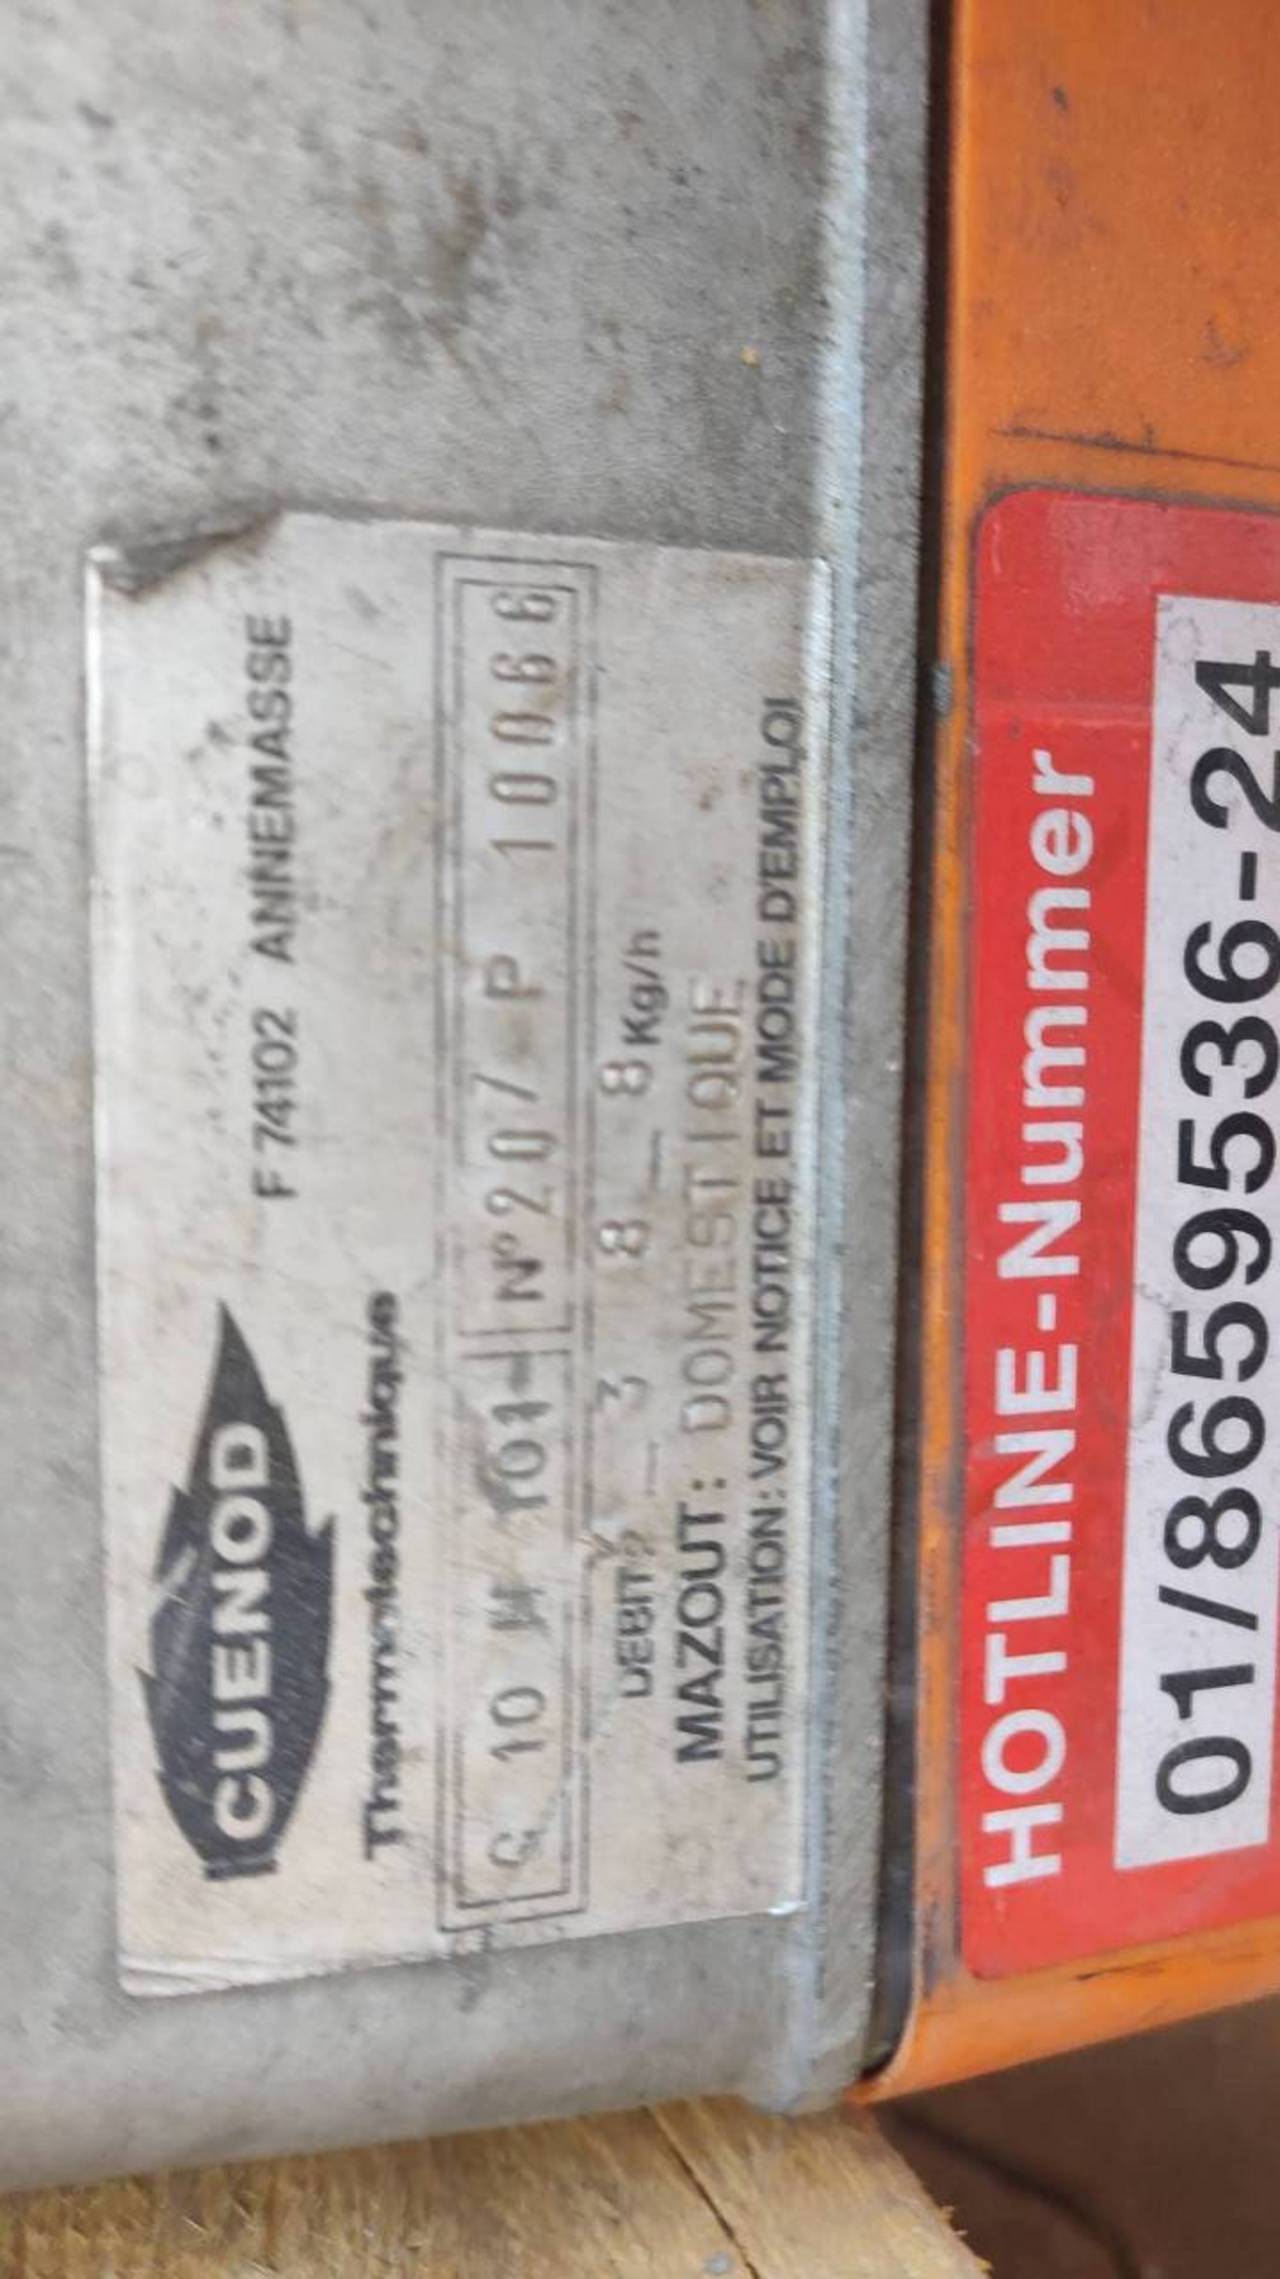 CUENOD
F 74102 ANNEMASSE
Thermotechnique
C 10 H 101- N° 207 P 10066
DEBIT: 3 8 - 8 Kg/h
MAZOUT: DOMESTIQUE
UTILISATION: VOIR NOTICE ET MODE D'EMPLOI
HOTLINE-Nummer
01/8659536-24